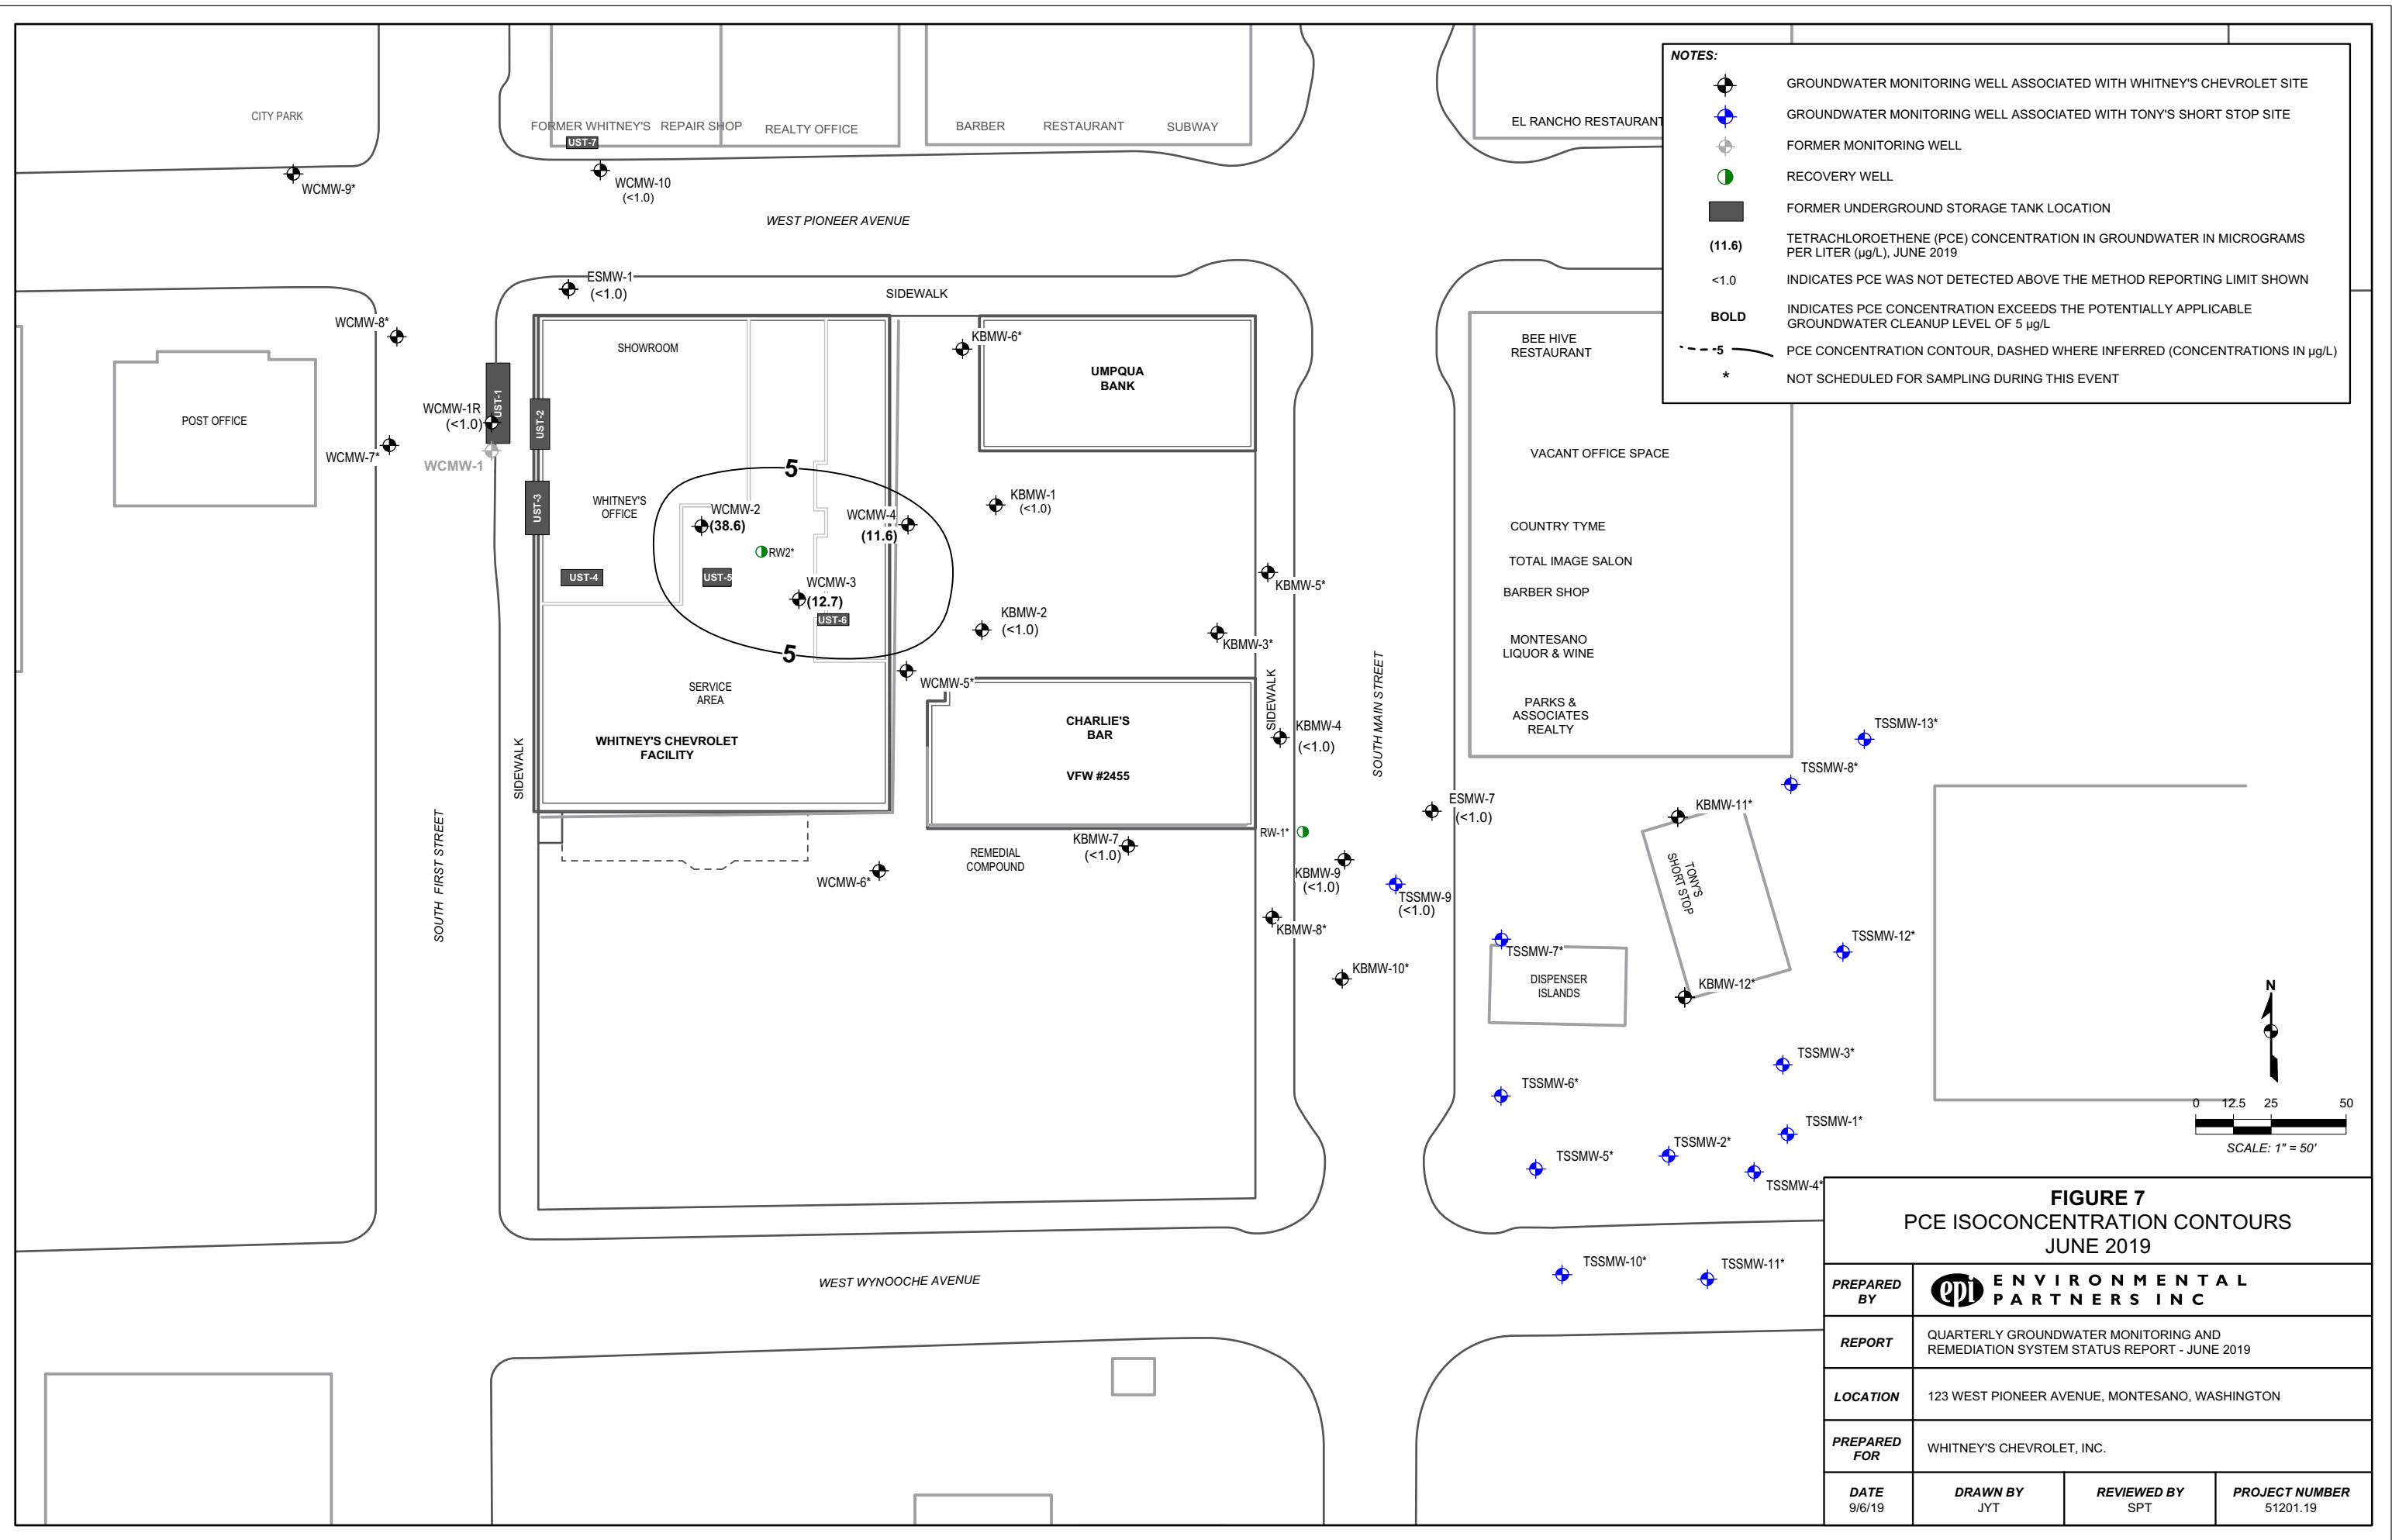 CITY PARK
FORMER WHITNEY'S REPAIR SHOP
UST-7
REALTY OFFICE
BARBER
RESTAURANT
SUBWAY
EL RANCHO RESTAURANT
WCMW-9*
WCMW-10
(<1.0)
WEST PIONEER AVENUE
NOTES:
GROUNDWATER MONITORING WELL ASSOCIATED WITH WHITNEY'S CHEVROLET SITE
GROUNDWATER MONITORING WELL ASSOCIATED WITH TONY'S SHORT STOP SITE
FORMER MONITORING WELL
RECOVERY WELL
FORMER UNDERGROUND STORAGE TANK LOCATION
(11.6) TETRACHLOROETHENE (PCE) CONCENTRATION IN GROUNDWATER IN MICROGRAMS
PER LITER (µg/L), JUNE 2019
<1.0 INDICATES PCE WAS NOT DETECTED ABOVE THE METHOD REPORTING LIMIT SHOWN
BOLD INDICATES PCE CONCENTRATION EXCEEDS THE POTENTIALLY APPLICABLE
GROUNDWATER CLEANUP LEVEL OF 5 µg/L
5 PCE CONCENTRATION CONTOUR, DASHED WHERE INFERRED (CONCENTRATIONS IN µg/L)
* NOT SCHEDULED FOR SAMPLING DURING THIS EVENT
ESMW-1
(<1.0)
SIDEWALK
WCMW-8*
POST OFFICE
WCMW-1R
(<1.0)
UST-1
WCMW-7*
WCMW-1
UST-2
UST-3
SHOWROOM
KBMW-6*
UMPQUA
BANK
BEE HIVE
RESTAURANT
VACANT OFFICE SPACE
COUNTRY TYME
TOTAL IMAGE SALON
BARBER SHOP
MONTESANO
LIQUOR & WINE
PARKS &
ASSOCIATES
REALTY
5
WHITNEY'S
OFFICE
WCMW-2
(38.6)
WCMW-4
(11.6)
KBMW-1
(<1.0)
RW2*
UST-4
UST-5
WCMW-3
(12.7)
UST-6
KBMW-5*
KBMW-2
(<1.0)
KBMW-3*
5
WCMW-5*
SERVICE
AREA
WHITNEY'S CHEVROLET
FACILITY
SIDEWALK
CHARLIE'S
BAR
VFW #2455
SIDEWALK
SOUTH MAIN STREET
KBMW-4
(<1.0)
TSSMW-13*
TSSMW-8*
ESMW-7
(<1.0)
KBMW-11*
SOUTH FIRST STREET
RW-1*
KBMW-7
(<1.0)
REMEDIAL
COMPOUND
WCMW-6*
KBMW-9
(<1.0)
TSSMW-9
(<1.0)
TONY'S
SHORT STOP
KBMW-8*
TSSMW-7*
TSSMW-12*
KBMW-10*
DISPENSER
ISLANDS
KBMW-12*
TSSMW-3*
TSSMW-6*
TSSMW-1*
TSSMW-2*
TSSMW-5*
TSSMW-4*
N
0 12.5 25 50
SCALE: 1" = 50'
TSSMW-10*
TSSMW-11*
WEST WYNOOCHE AVENUE
FIGURE 7
PCE ISOCONCENTRATION CONTOURS
JUNE 2019
PREPARED
BY
epi
ENVIRONMENTAL
PARTNERS INC
REPORT
QUARTERLY GROUNDWATER MONITORING AND
REMEDIATION SYSTEM STATUS REPORT - JUNE 2019
LOCATION
123 WEST PIONEER AVENUE, MONTESANO, WASHINGTON
PREPARED
FOR
WHITNEY'S CHEVROLET, INC.
DATE
9/6/19
DRAWN BY
JYT
REVIEWED BY
SPT
PROJECT NUMBER
51201.19